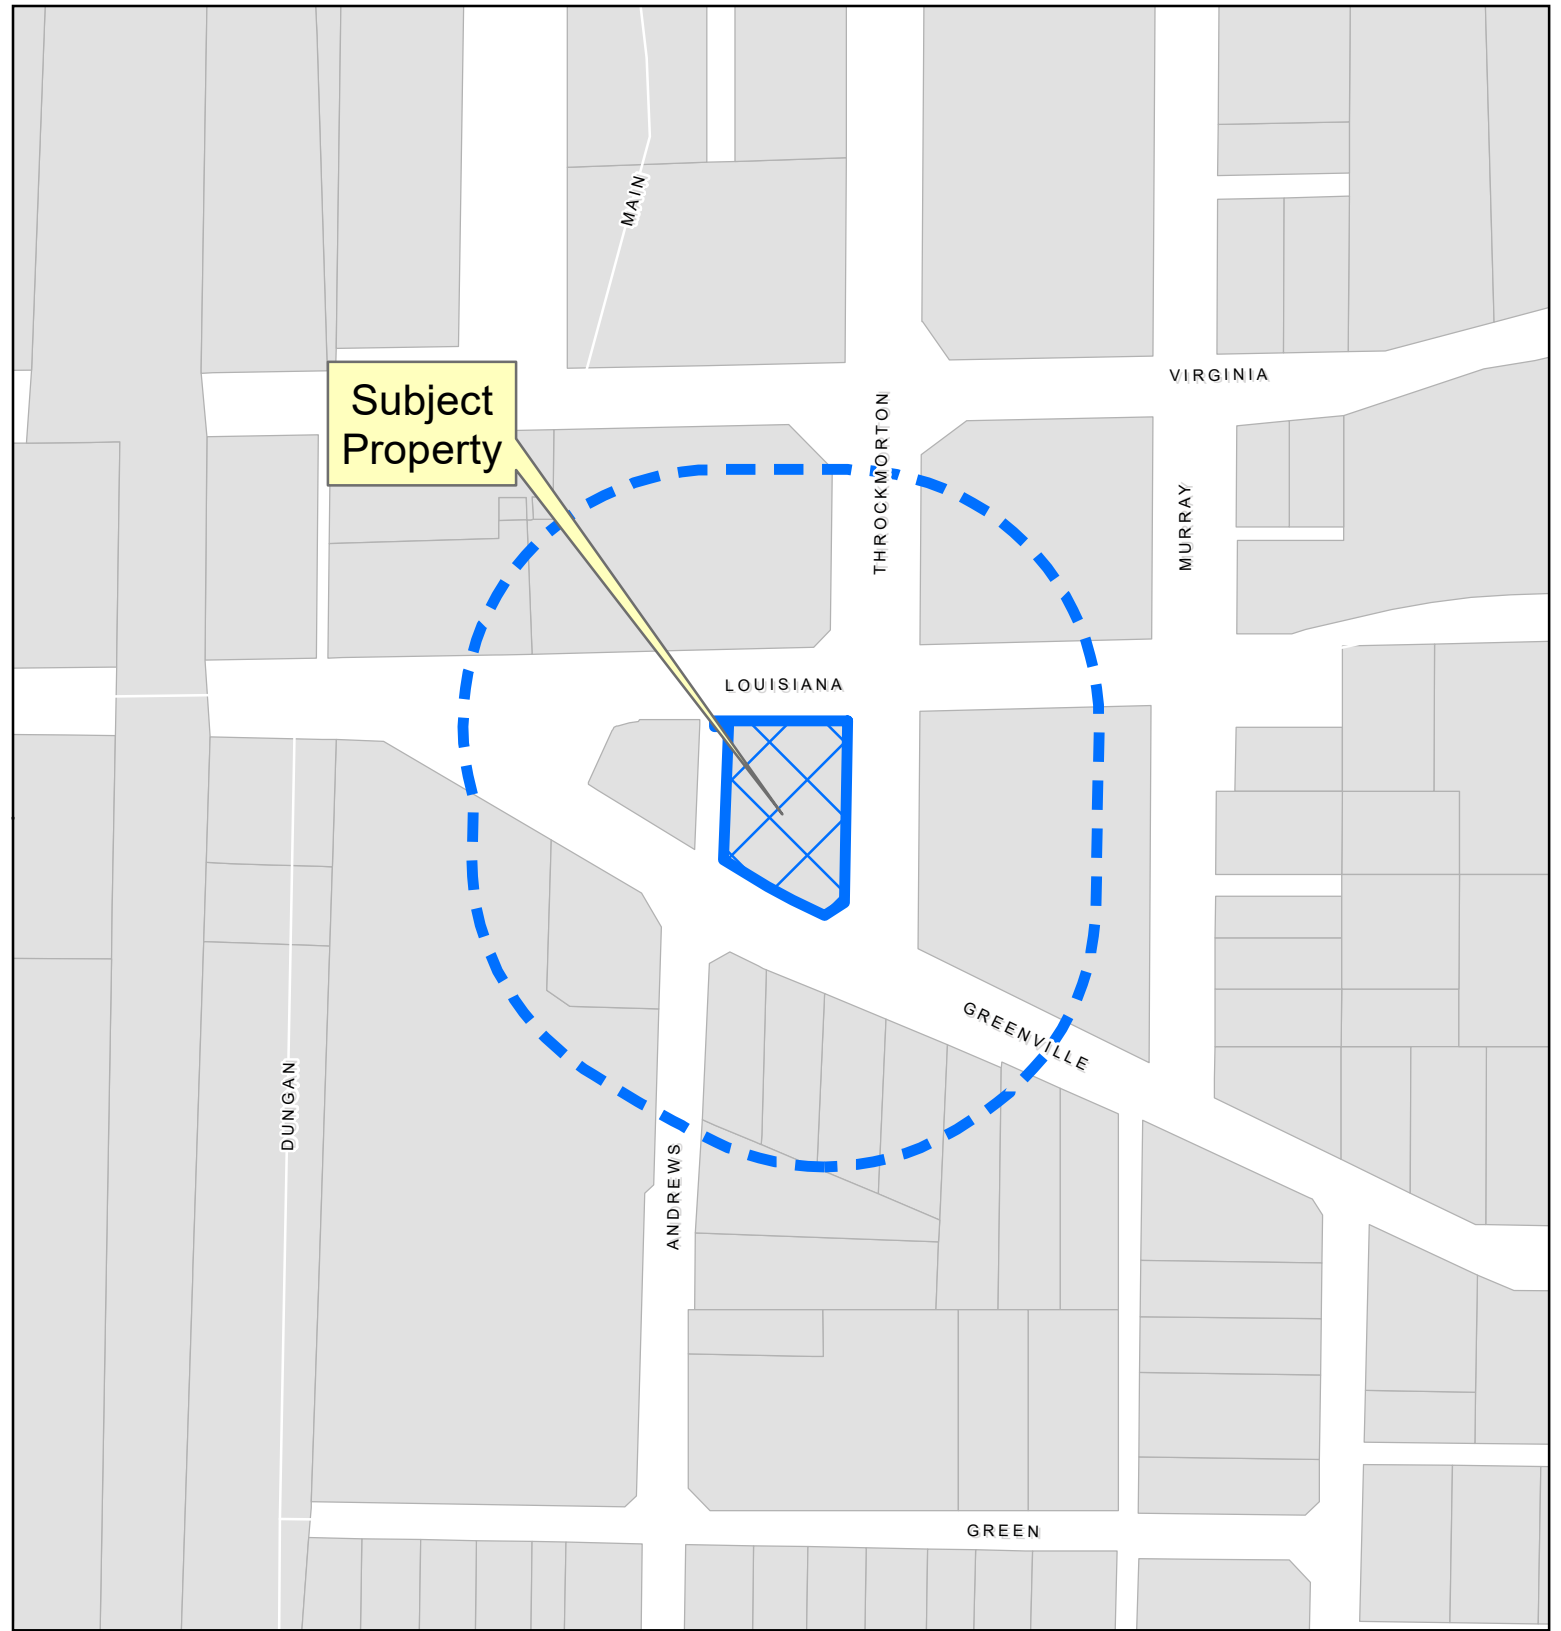 MAIN
VIRGINIA
Subject
Property
THROCKMORTON
MURRAY
LOUISIANA
GREENVILLE
DUNGAN
ANDREWS
GREEN